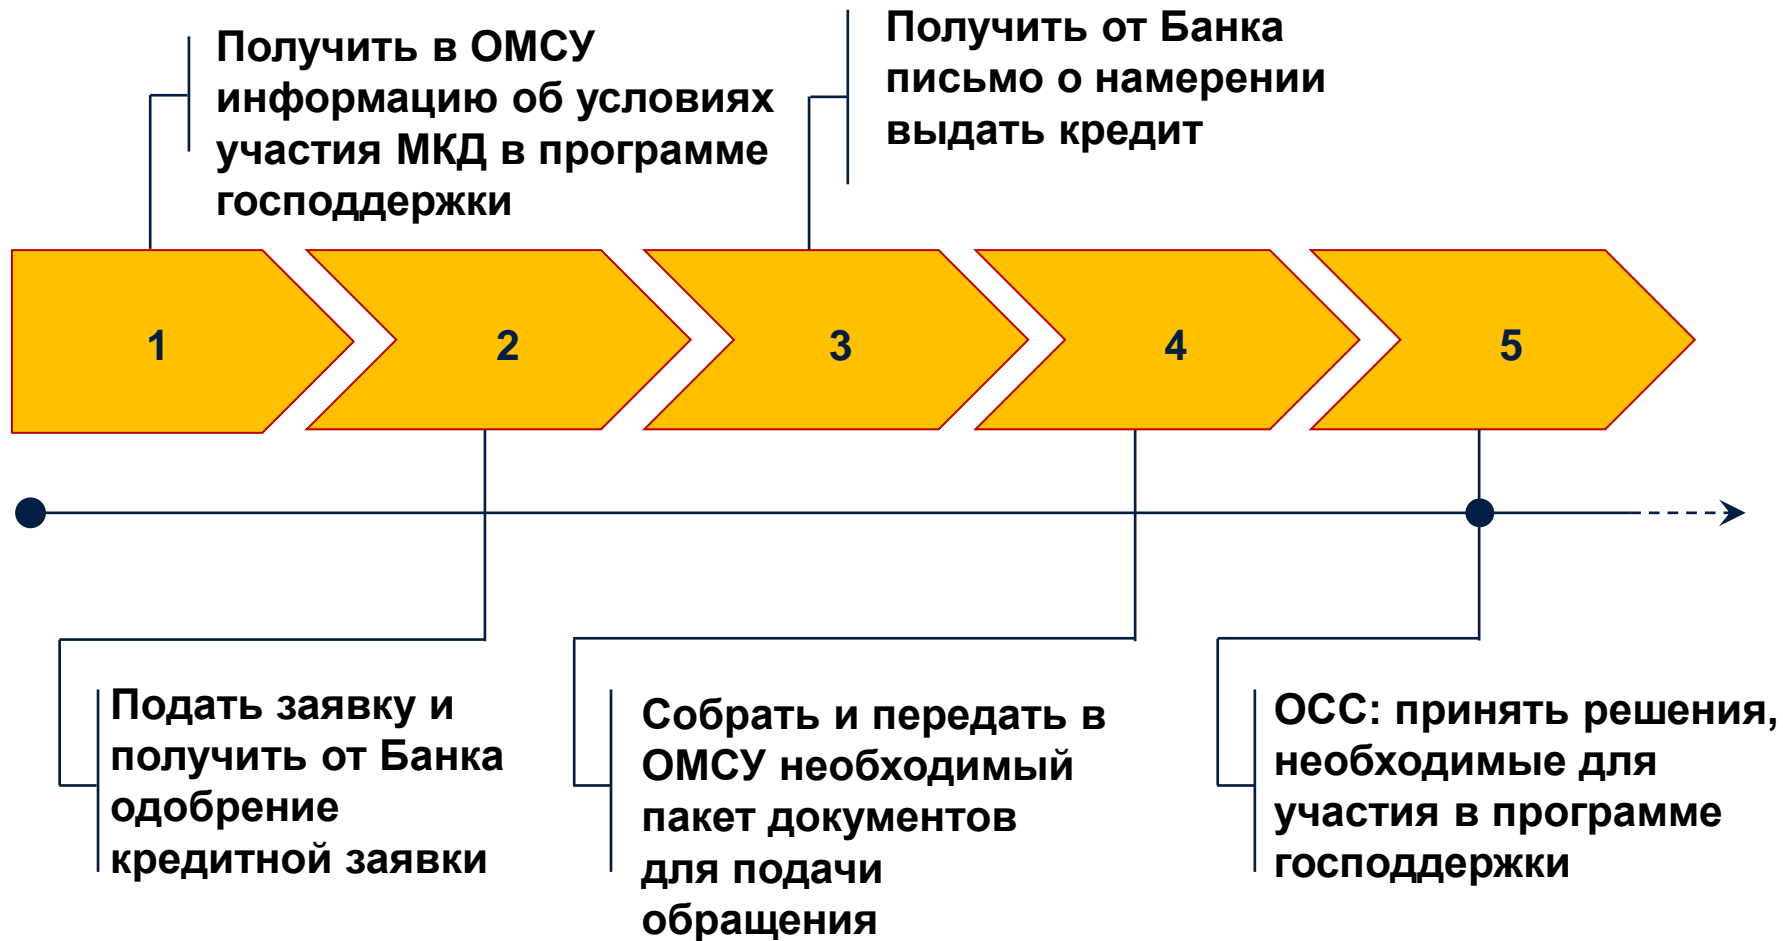 Получить в ОМСУ
информацию об условиях
участия МКД в программе
господдержки
Получить от Банка
письмо о намерении
выдать кредит
1
2
3
4
5
Подать заявку и
получить от Банка
одобрение
кредитной заявки
Собрать и передать в
ОМСУ необходимый
пакет документов
для подачи
обращения
ОСС: принять решения,
необходимые для
участия в программе
господдержки